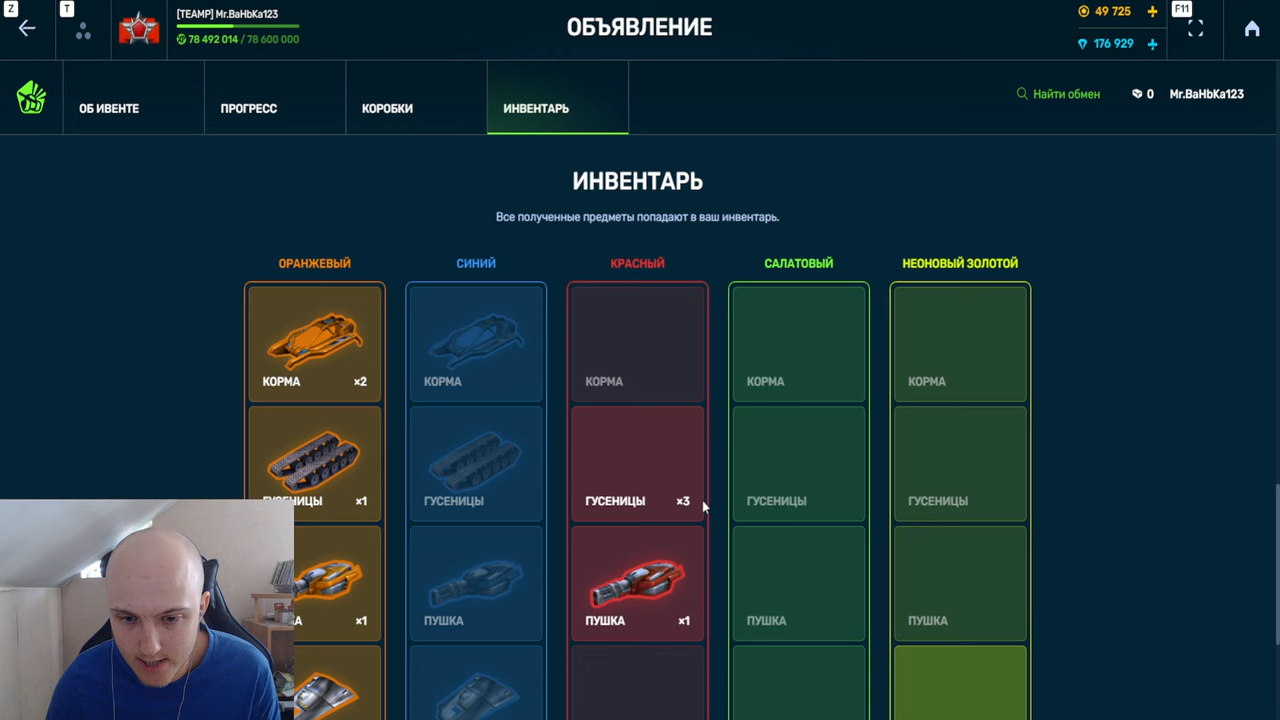 Z
T
[TEAMP] Mr.BaHbKa123
78 492 014 / 78 600 000
ОБЪЯВЛЕНИЕ
49 725
176 929
F11
ОБ ИВЕНТЕ
ПРОГРЕСС
КОРОБКИ
ИНВЕНТАРЬ
Найти обмен
0
Mr.BaHbKa123
ИНВЕНТАРЬ
Все полученные предметы попадают в ваш инвентарь.
ОРАНЖЕВЫЙ
СИНИЙ
КРАСНЫЙ
САЛАТОВЫЙ
НЕОНОВЫЙ ЗОЛОТОЙ
КОРМА ×2
КОРМА
КОРМА
КОРМА
КОРМА
ГУСЕНИЦЫ ×1
ГУСЕНИЦЫ
ГУСЕНИЦЫ ×3
ГУСЕНИЦЫ
ГУСЕНИЦЫ
×1
ПУШКА
ПУШКА ×1
ПУШКА
ПУШКА